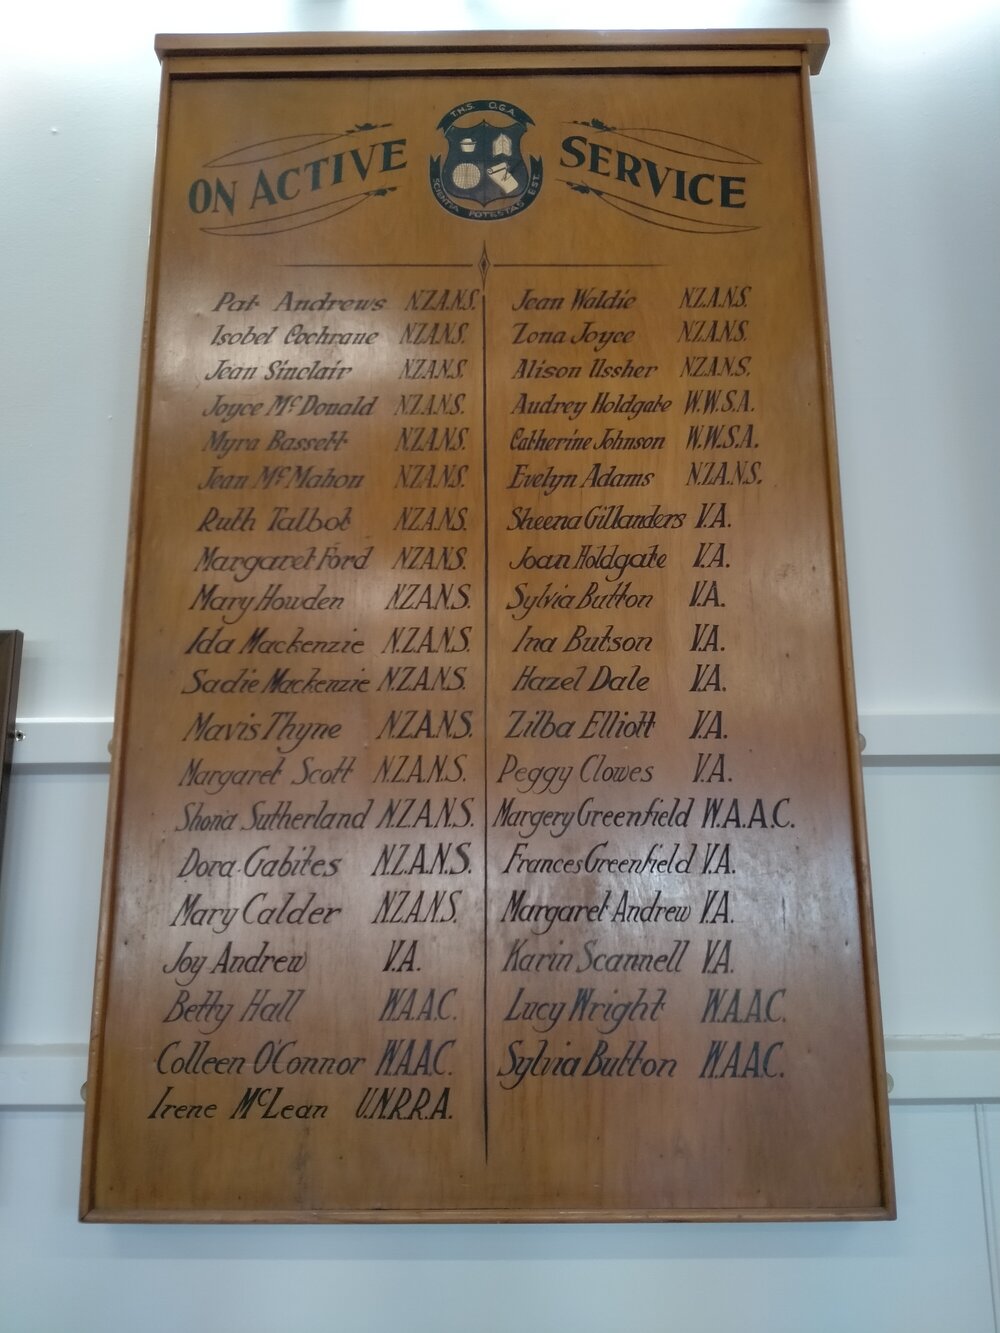 T.H.S. O.G.A.
SCIENTIA POTESTAS EST.
ON ACTIVE SERVICE
Pat Andrews N.Z.A.N.S.
Isobel Cochrane N.Z.A.N.S.
Jean Sinclair N.Z.A.N.S.
Joyce McDonald N.Z.A.N.S.
Myra Bassett N.Z.A.N.S.
Jean McMahon N.Z.A.N.S.
Ruth Talbot N.Z.A.N.S.
Margaret Ford N.Z.A.N.S.
Mary Howden N.Z.A.N.S.
Ida Mackenzie N.Z.A.N.S.
Sadie Mackenzie N.Z.A.N.S.
Mavis Thyne N.Z.A.N.S.
Margaret Scott N.Z.A.N.S.
Shona Sutherland N.Z.A.N.S.
Dora Gabites N.Z.A.N.S.
Mary Calder N.Z.A.N.S.
Joy Andrew V.A.
Betty Hall W.A.A.C.
Colleen O'Connor W.A.A.C.
Irene McLean U.N.R.R.A.
Jean Waldie N.Z.A.N.S.
Zona Joyce N.Z.A.N.S.
Alison Ussher N.Z.A.N.S.
Audrey Holdgate W.W.S.A.
Catherine Johnson W.W.S.A.
Evelyn Adams N.Z.A.N.S.
Sheena Gillanders V.A.
Joan Holdgate V.A.
Sylvia Button V.A.
Ina Butson V.A.
Hazel Dale V.A.
Zilba Elliott V.A.
Peggy Clowes V.A.
Margery Greenfield W.A.A.C.
Frances Greenfield V.A.
Margaret Andrew V.A.
Karin Scannell V.A.
Lucy Wright W.A.A.C.
Sylvia Button W.A.A.C.